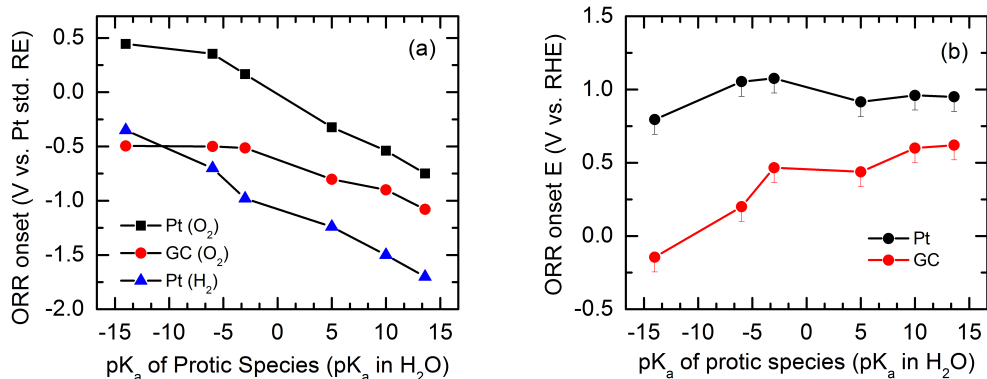 (a)
ORR onset (V vs. Pt std. RE)
0.5
0.0
-0.5
-1.0
-1.5
-2.0
Pt (O₂)
GC (O₂)
Pt (H₂)
-15 -10 -5 0 5 10 15
pKₐ of Protic Species (pKₐ in H₂O)
(b)
ORR onset E (V vs. RHE)
1.5
1.0
0.5
0.0
-0.5
Pt
GC
-15 -10 -5 0 5 10 15
pKₐ of protic species (pKₐ in H₂O)